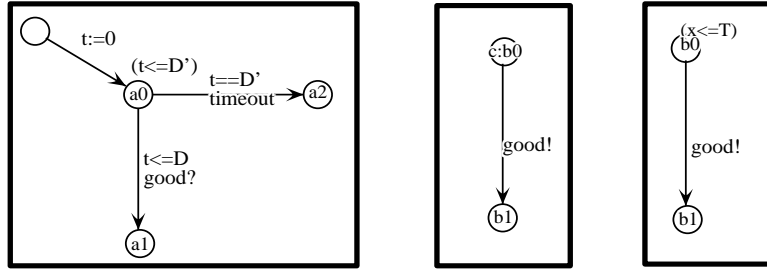 t:=0
(t<=D’)
a0
t==D’
timeout
a2
t<=D
good?
a1
c:b0
good!
b1
(x<=T)
b0
good!
b1